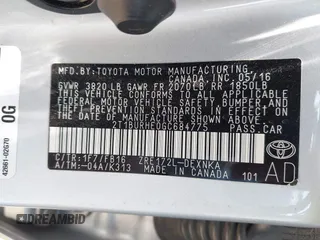 MFD. BY: TOYOTA MOTOR MANUFACTURING
CANADA, INC. 05/16
GVWR 3820 LB GAWR FR 2070LB RR 1850LB
THIS VEHICLE CONFORMS TO ALL APPLICABLE
FEDERAL MOTOR VEHICLE SAFETY AND
THEFT PREVENTION STANDARDS IN EFFECT ON
THE DATE OF MANUFACTURE SHOWN ABOVE.
2T1BURHE0GC684775 PASS.CAR
C/TR:1F7/FB16 ZRE172L-DEXNKA
A/TM:-04A/K313 MADE IN CANADA 101
AD
TOYOTA
0G
42661-02G70
DREAMBID